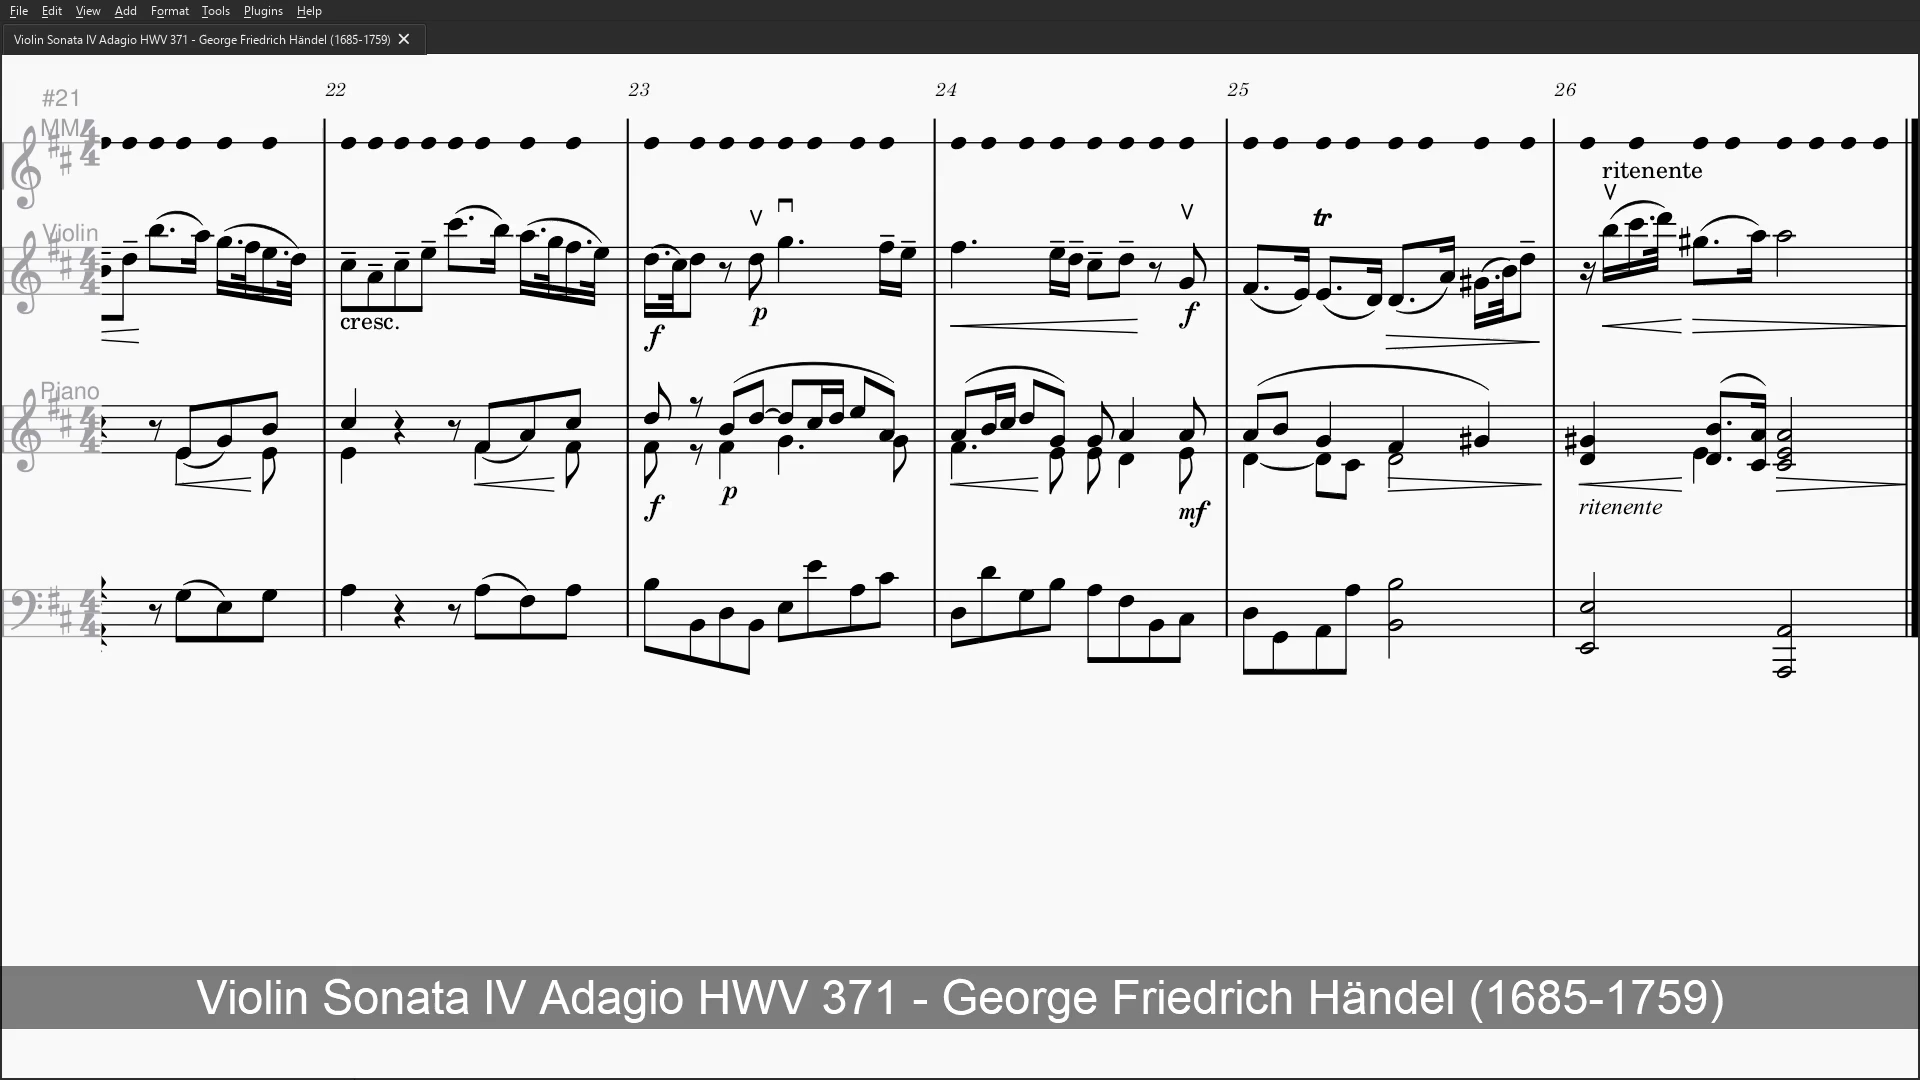 File Edit View Add Format Tools Plugins Help
Violin Sonata IV Adagio HWV 371 - George Friedrich Händel (1685-1759) ✕
#21 22 23 24 25 26
MM
ritenente
Violin
tr
cresc.
f p f
Piano
f p mf
ritenente
Violin Sonata IV Adagio HWV 371 - George Friedrich Händel (1685-1759)